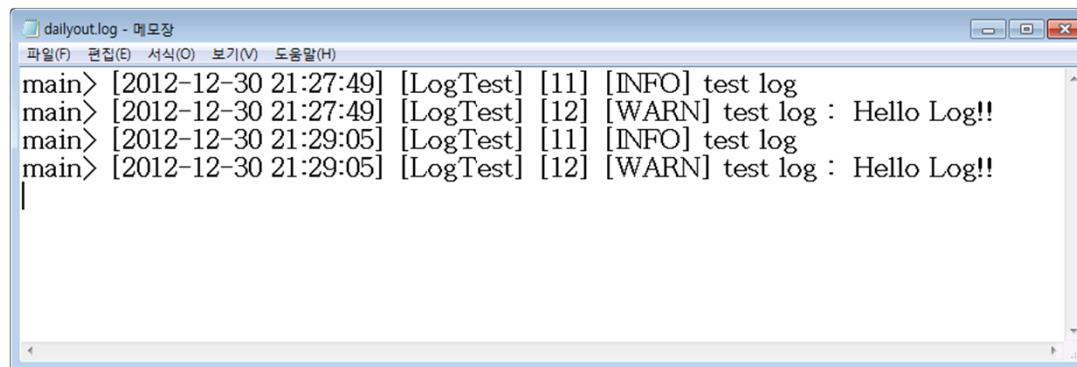 dailyout.log - 메모장
파일(F) 편집(E) 서식(O) 보기(V) 도움말(H)
main> [2012-12-30 21:27:49] [LogTest] [11] [INFO] test log
main> [2012-12-30 21:27:49] [LogTest] [12] [WARN] test log : Hello Log!!
main> [2012-12-30 21:29:05] [LogTest] [11] [INFO] test log
main> [2012-12-30 21:29:05] [LogTest] [12] [WARN] test log : Hello Log!!